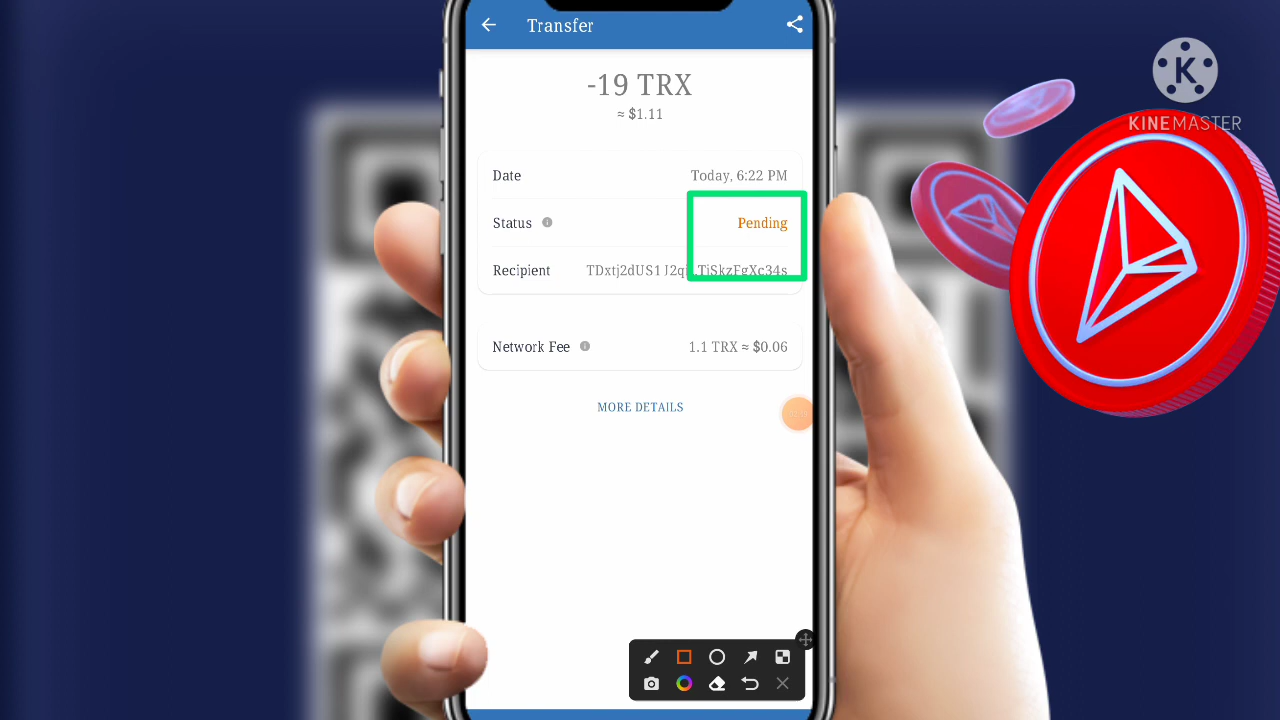 Transfer
-19 TRX
≈ $1.11
Date Today, 6:22 PM
Status Pending
Recipient
Network Fee 1.1 TRX ≈ $0.06
MORE DETAILS
K
KINEMASTER